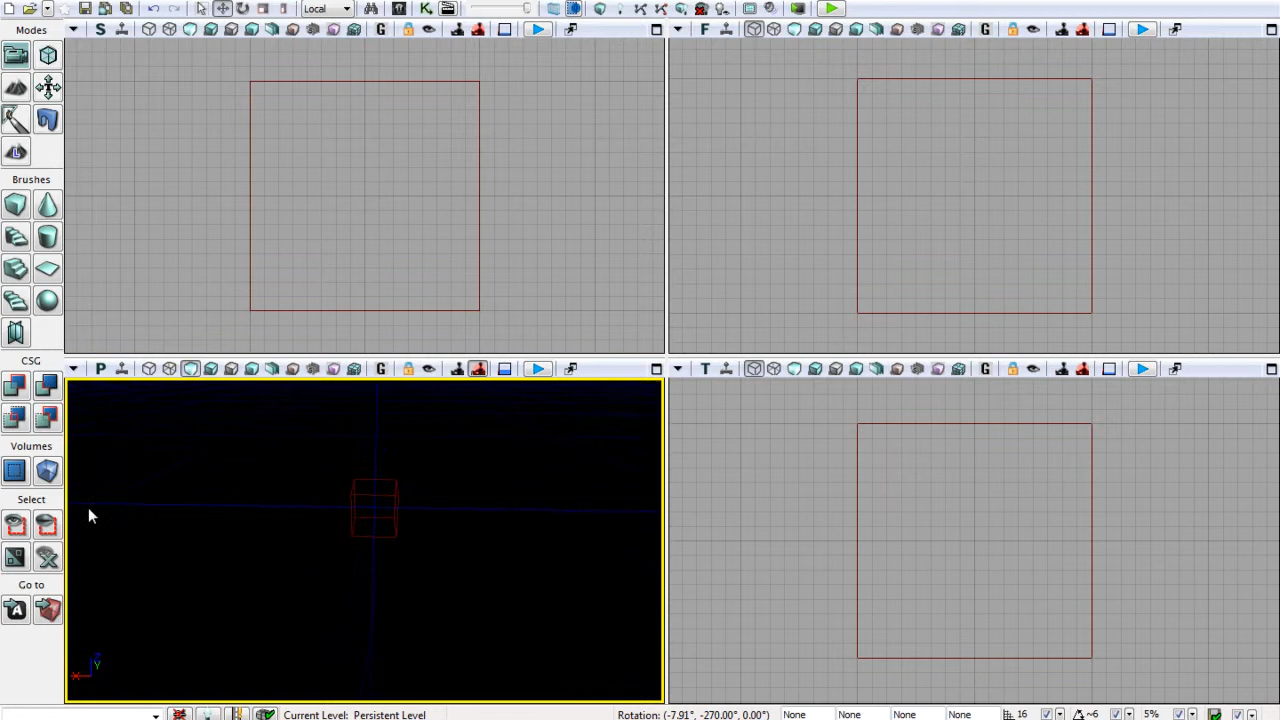 Local
Modes
S
G
F
G
Brushes
CSG
P
G
T
G
Volumes
Select
Go to
A
X
Z
Y
Current Level: Persistent Level
Rotation: (-7.91°, -270.00°, 0.00°)
None
None
None
None
16
~6
5%